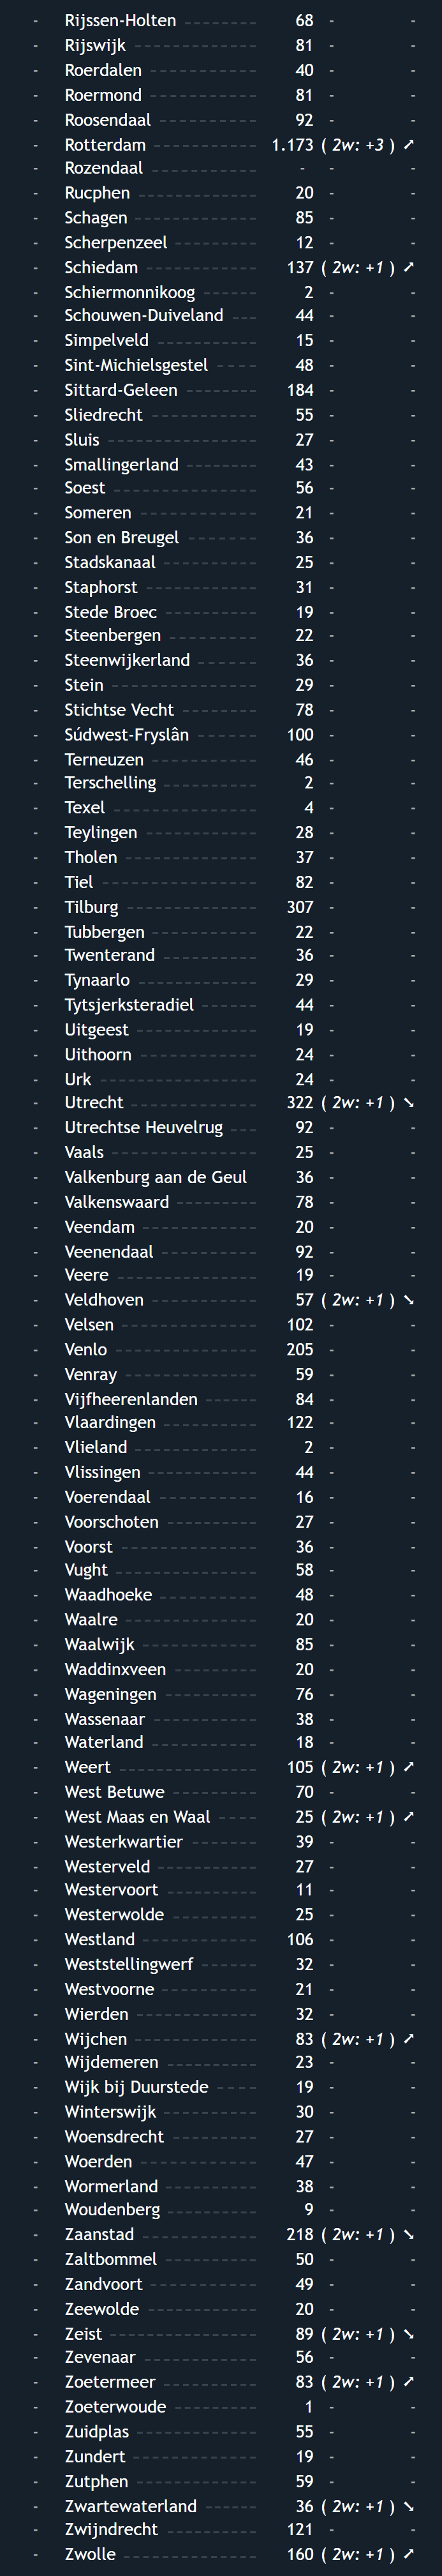 - Rijssen-Holten 68 - -
- Rijswijk 81 - -
- Roerdalen 40 - -
- Roermond 81 - -
- Roosendaal 92 - -
- Rotterdam 1.173 ( 2w: +3 ) ➚
- Rozendaal - - -
- Rucphen 20 - -
- Schagen 85 - -
- Scherpenzeel 12 - -
- Schiedam 137 ( 2w: +1 ) ➚
- Schiermonnikoog 2 - -
- Schouwen-Duiveland 44 - -
- Simpelveld 15 - -
- Sint-Michielsgestel 48 - -
- Sittard-Geleen 184 - -
- Sliedrecht 55 - -
- Sluis 27 - -
- Smallingerland 43 - -
- Soest 56 - -
- Someren 21 - -
- Son en Breugel 36 - -
- Stadskanaal 25 - -
- Staphorst 31 - -
- Stede Broec 19 - -
- Steenbergen 22 - -
- Steenwijkerland 36 - -
- Stein 29 - -
- Stichtse Vecht 78 - -
- Súdwest-Fryslân 100 - -
- Terneuzen 46 - -
- Terschelling 2 - -
- Texel 4 - -
- Teylingen 28 - -
- Tholen 37 - -
- Tiel 82 - -
- Tilburg 307 - -
- Tubbergen 22 - -
- Twenterand 36 - -
- Tynaarlo 29 - -
- Tytsjerksteradiel 44 - -
- Uitgeest 19 - -
- Uithoorn 24 - -
- Urk 24 - -
- Utrecht 322 ( 2w: +1 ) ➘
- Utrechtse Heuvelrug 92 - -
- Vaals 25 - -
- Valkenburg aan de Geul 36 - -
- Valkenswaard 78 - -
- Veendam 20 - -
- Veenendaal 92 - -
- Veere 19 - -
- Veldhoven 57 ( 2w: +1 ) ➘
- Velsen 102 - -
- Venlo 205 - -
- Venray 59 - -
- Vijfheerenlanden 84 - -
- Vlaardingen 122 - -
- Vlieland 2 - -
- Vlissingen 44 - -
- Voerendaal 16 - -
- Voorschoten 27 - -
- Voorst 36 - -
- Vught 58 - -
- Waadhoeke 48 - -
- Waalre 20 - -
- Waalwijk 85 - -
- Waddinxveen 20 - -
- Wageningen 76 - -
- Wassenaar 38 - -
- Waterland 18 - -
- Weert 105 ( 2w: +1 ) ➚
- West Betuwe 70 - -
- West Maas en Waal 25 ( 2w: +1 ) ➚
- Westerkwartier 39 - -
- Westerveld 27 - -
- Westervoort 11 - -
- Westerwolde 25 - -
- Westland 106 - -
- Weststellingwerf 32 - -
- Westvoorne 21 - -
- Wierden 32 - -
- Wijchen 83 ( 2w: +1 ) ➚
- Wijdemeren 23 - -
- Wijk bij Duurstede 19 - -
- Winterswijk 30 - -
- Woensdrecht 27 - -
- Woerden 47 - -
- Wormerland 38 - -
- Woudenberg 9 - -
- Zaanstad 218 ( 2w: +1 ) ➘
- Zaltbommel 50 - -
- Zandvoort 49 - -
- Zeewolde 20 - -
- Zeist 89 ( 2w: +1 ) ➘
- Zevenaar 56 - -
- Zoetermeer 83 ( 2w: +1 ) ➚
- Zoeterwoude 1 - -
- Zuidplas 55 - -
- Zundert 19 - -
- Zutphen 59 - -
- Zwartewaterland 36 ( 2w: +1 ) ➘
- Zwijndrecht 121 - -
- Zwolle 160 ( 2w: +1 ) ➚